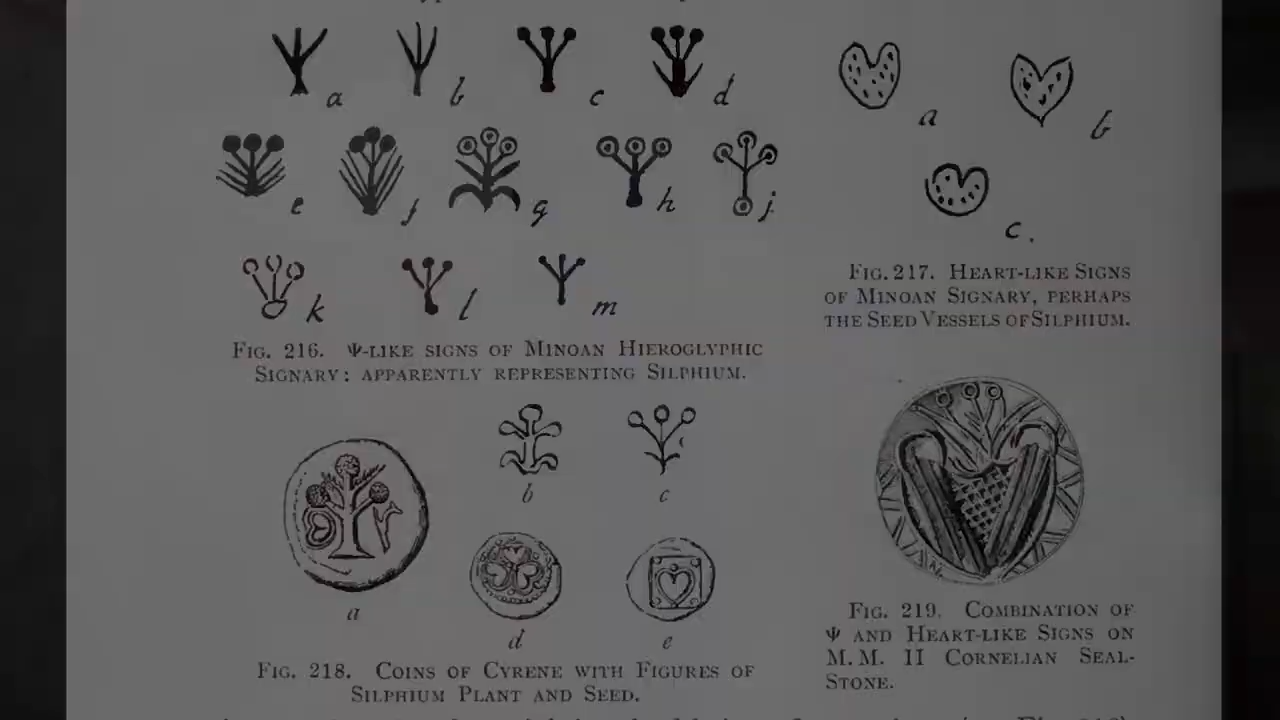 a b c d
e f g h j
k l m
a b
c.
FIG. 217. HEART-LIKE SIGNS
OF MINOAN SIGNARY, PERHAPS
THE SEED VESSELS OF SILPHIUM.
FIG. 216. Ψ-LIKE SIGNS OF MINOAN HIEROGLYPHIC
SIGNARY: APPARENTLY REPRESENTING SILPHIUM.
b c
a
d e
FIG. 218. COINS OF CYRENE WITH FIGURES OF
SILPHIUM PLANT AND SEED.
FIG. 219. COMBINATION OF
Ψ AND HEART-LIKE SIGNS ON
M.M. II CORNELIAN SEAL-
STONE.